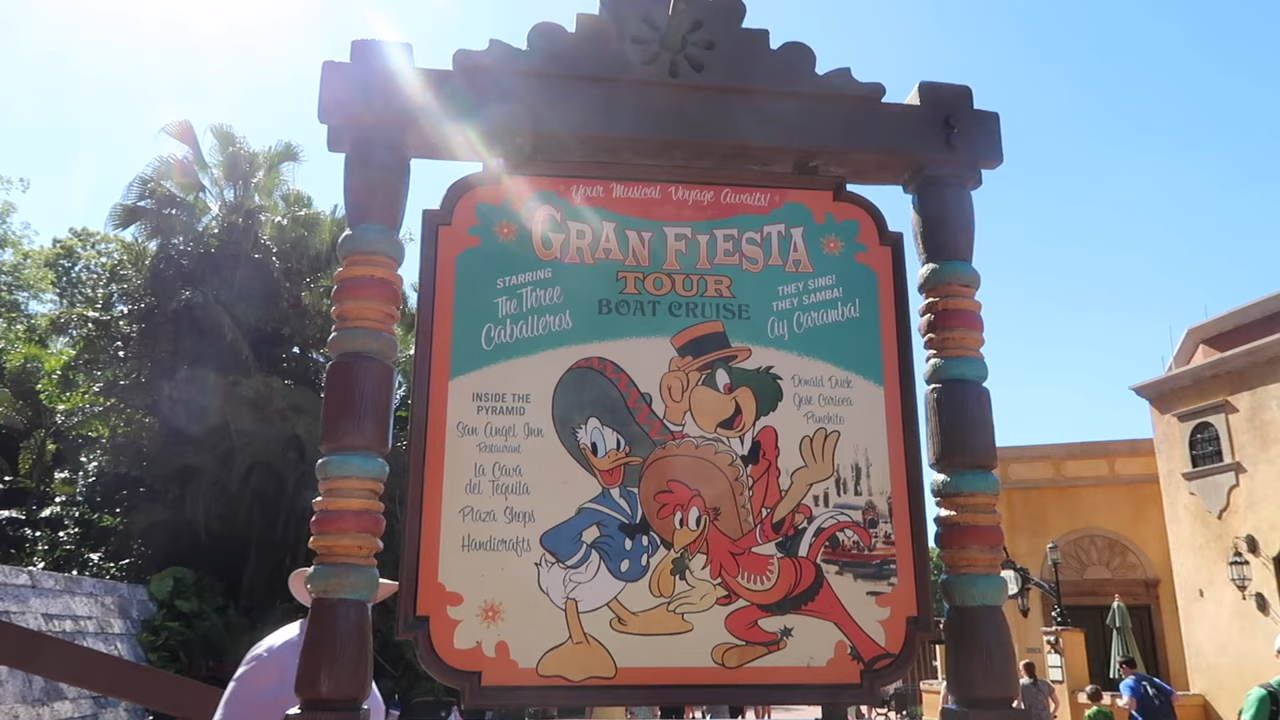 Your Musical Voyage Awaits!
GRAN FIESTA
TOUR
BOAT CRUISE
STARRING
The Three
Caballeros
THEY SING!
THEY SAMBA!
Ay Caramba!
INSIDE THE
PYRAMID
San Angel Inn
Restaurant
La Cava
del Tequila
Plaza Shops
Handicrafts
Donald Duck
Jose Carioca
Panchito